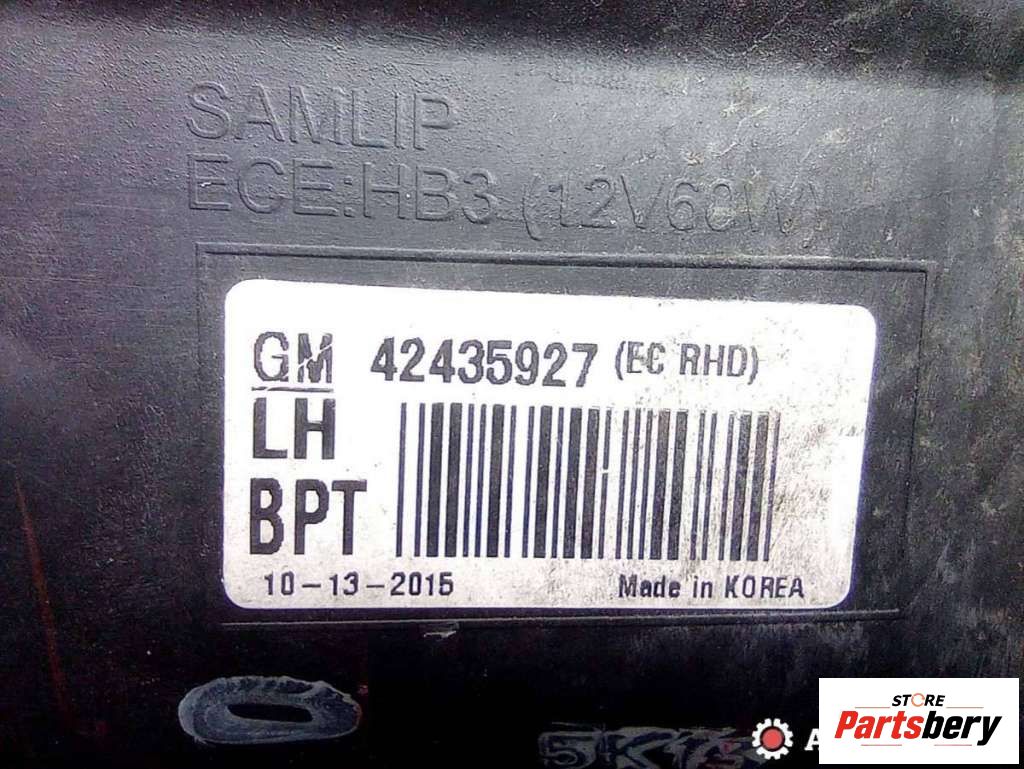 SAMLIP
ECE:HB3 (12V60W)
GM 42435927 (EC RHD)
LH
BPT
10-13-2015 Made in KOREA
STORE
Partsbery